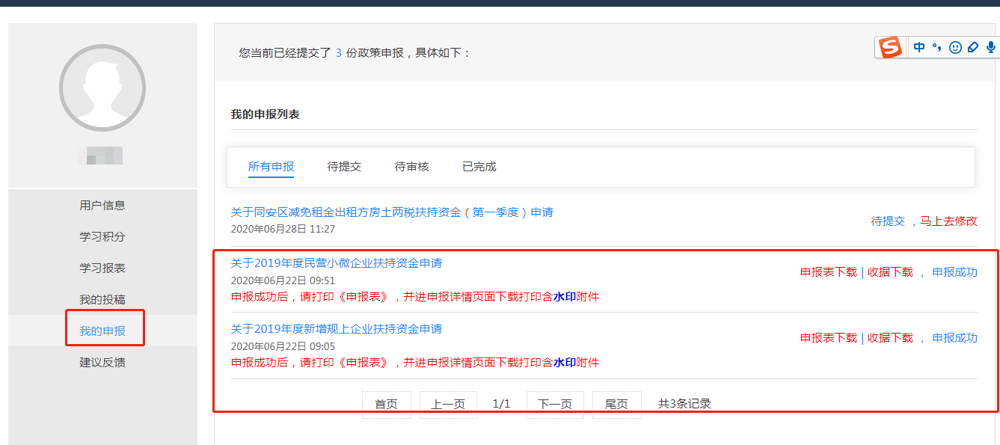 您当前已经提交了 3 份政策申报，具体如下：
中
我的申报列表
所有申报 待提交 待审核 已完成
用户信息
学习积分
学习报表
我的投稿
我的申报
建议反馈
关于同安区减免租金出租方房土两税扶持资金（第一季度）申请
2020年06月28日 11:27
待提交 ，马上去修改
关于2019年度民营小微企业扶持资金申请
2020年06月22日 09:51
申报成功后，请打印《申报表》，并进申报详情页面下载打印含水印附件
申报表下载 | 收据下载 ， 申报成功
关于2019年度新增规上企业扶持资金申请
2020年06月22日 09:05
申报成功后，请打印《申报表》，并进申报详情页面下载打印含水印附件
申报表下载 | 收据下载 ， 申报成功
首页 上一页 1/1 下一页 尾页 共3条记录